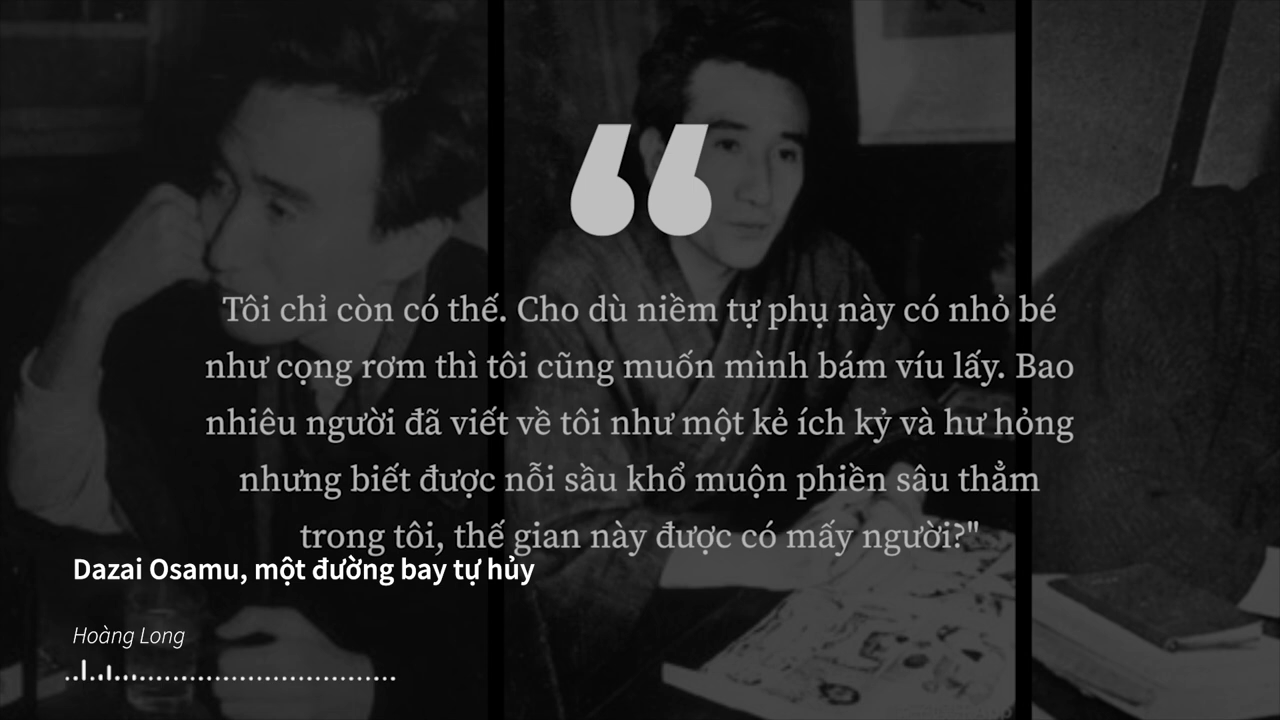 “
Tôi chỉ còn có thế. Cho dù niềm tự phụ này có nhỏ bé
như cọng rơm thì tôi cũng muốn mình bám víu lấy. Bao
nhiêu người đã viết về tôi như một kẻ ích kỷ và hư hỏng
nhưng biết được nỗi sầu khổ muộn phiền sâu thẳm
trong tôi, thế gian này được có mấy người?"
Dazai Osamu, một đường bay tự hủy
Hoàng Long